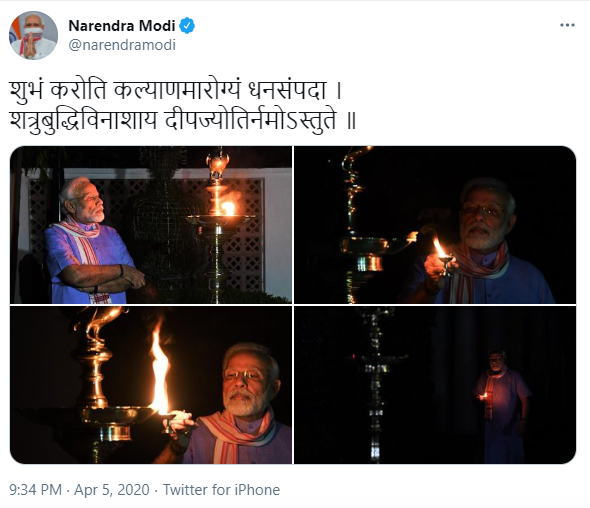 Narendra Modi
@narendramodi
शुभं करोति कल्याणमारोग्यं धनसंपदा ।
शत्रुबुद्धिविनाशाय दीपज्योतिर्नमोऽस्तुते ॥
9:34 PM · Apr 5, 2020 · Twitter for iPhone